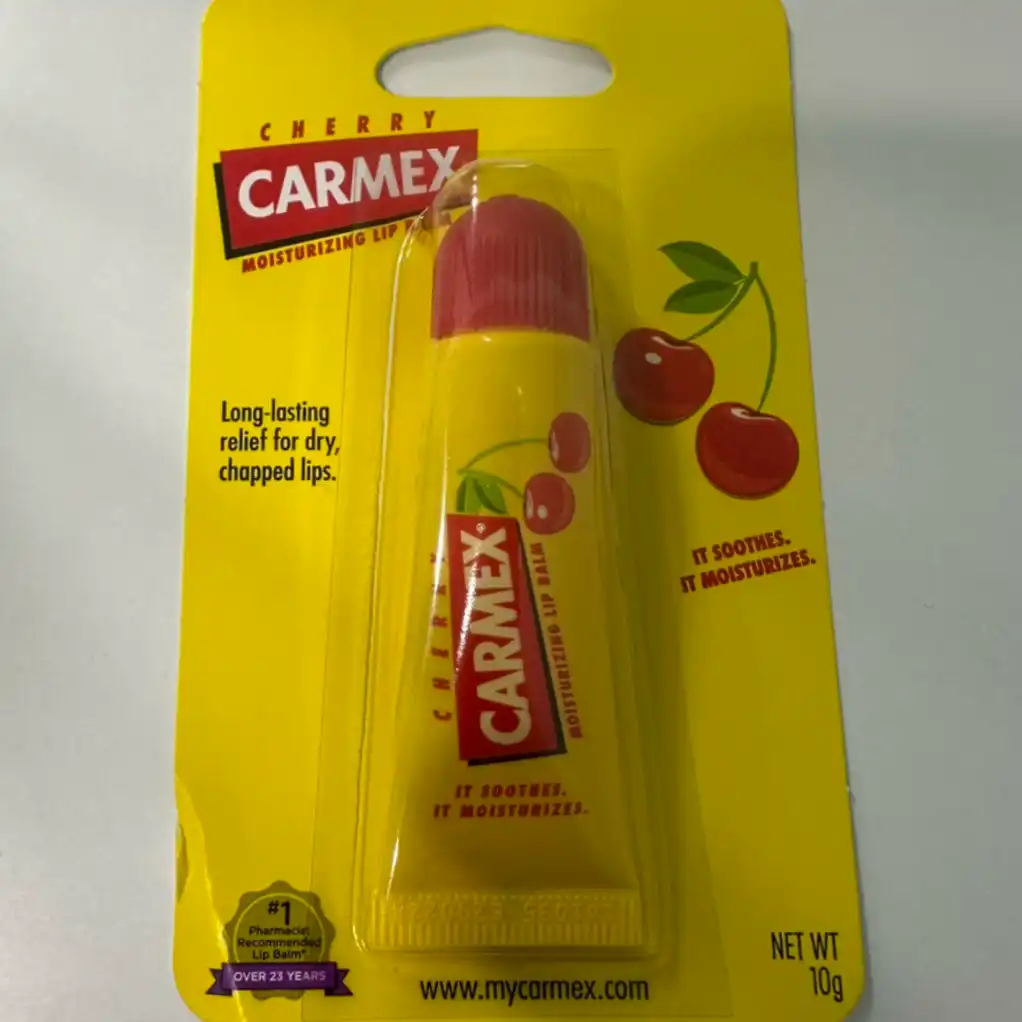 CHERRY
CARMEX
MOISTURIZING LIP
Long-lasting
relief for dry,
chapped lips.
IT SOOTHES.
IT MOISTURIZES.
CHERRY
CARMEX®
MOISTURIZING LIP BALM
IT SOOTHES.
IT MOISTURIZES.
#1
Pharmacist
Recommended
Lip Balm*
OVER 23 YEARS
www.mycarmex.com
NET WT
10g